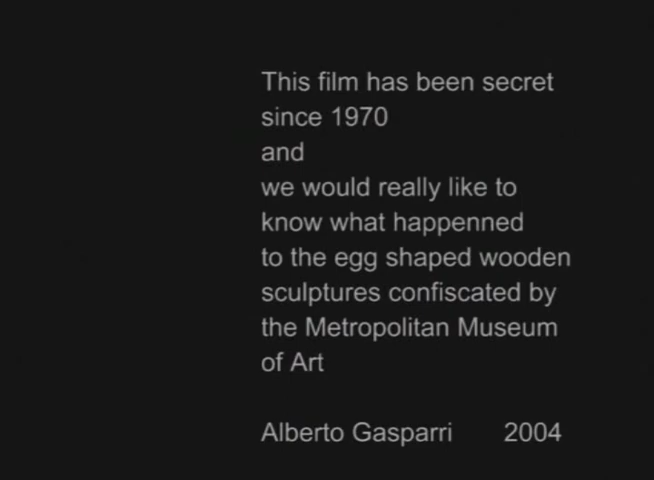 This film has been secret
since 1970
and
we would really like to
know what happenned
to the egg shaped wooden
sculptures confiscated by
the Metropolitan Museum
of Art
Alberto Gasparri 2004